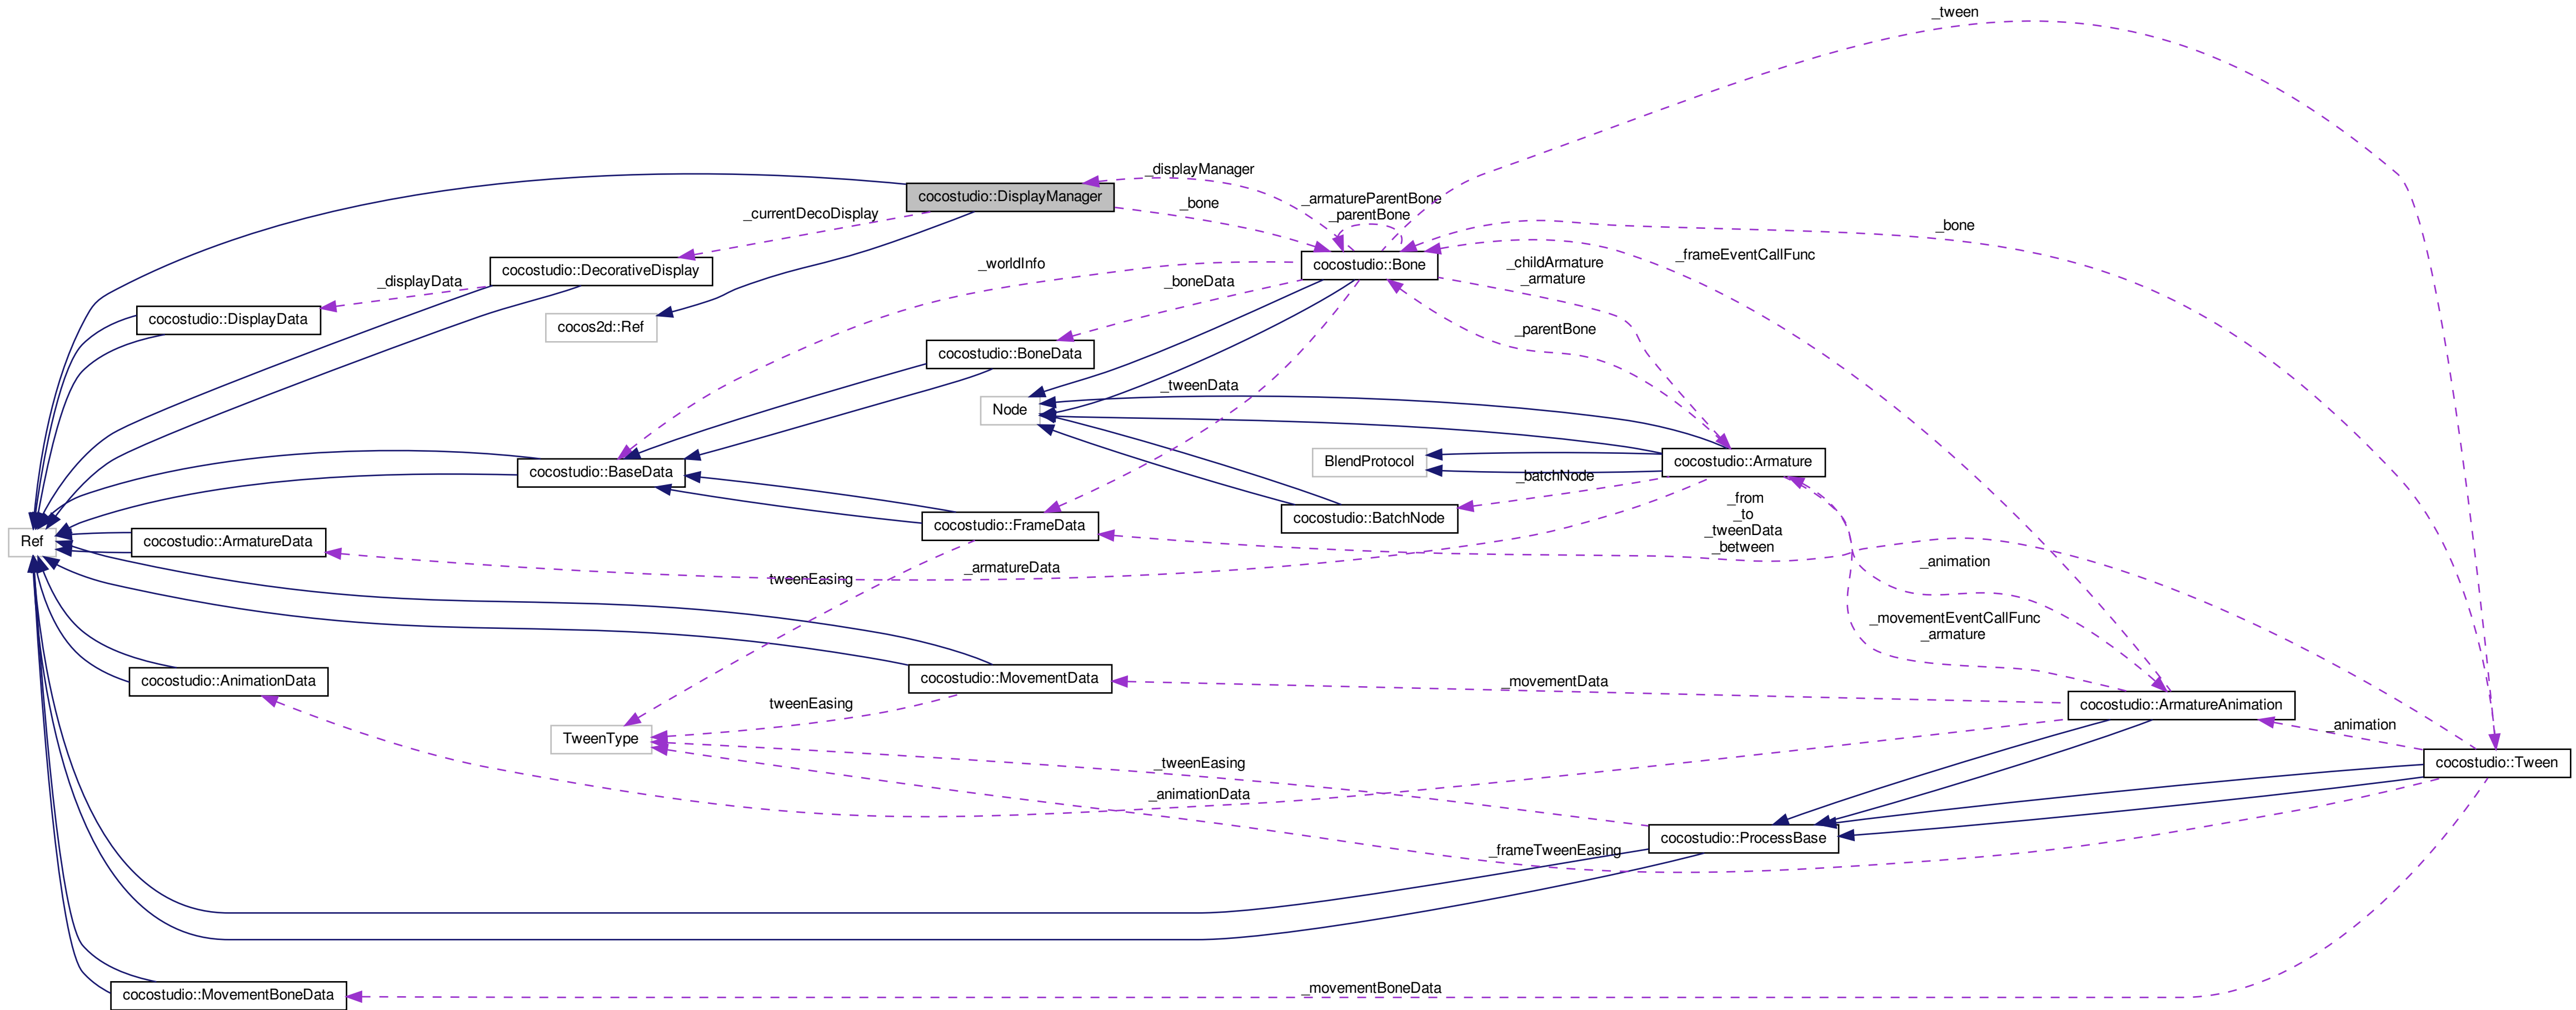 _tween
_displayManager
cocostudio::DisplayManager
_armatureParentBone
_parentBone
_bone
_currentDecoDisplay
_bone
_frameEventCallFunc
_worldInfo
cocostudio::DecorativeDisplay
cocostudio::Bone
_childArmature
_armature
_displayData
_boneData
cocostudio::DisplayData
cocos2d::Ref
_parentBone
cocostudio::BoneData
_tweenData
Node
BlendProtocol
cocostudio::Armature
cocostudio::BaseData
_batchNode
_from
_to
_tweenData
_between
cocostudio::BatchNode
cocostudio::FrameData
Ref
cocostudio::ArmatureData
_animation
_armatureData
tweenEasing
_movementEventCallFunc
_armature
cocostudio::AnimationData
cocostudio::MovementData
_movementData
tweenEasing
cocostudio::ArmatureAnimation
_animation
TweenType
_tweenEasing
cocostudio::Tween
_animationData
cocostudio::ProcessBase
_frameTweenEasing
cocostudio::MovementBoneData
_movementBoneData